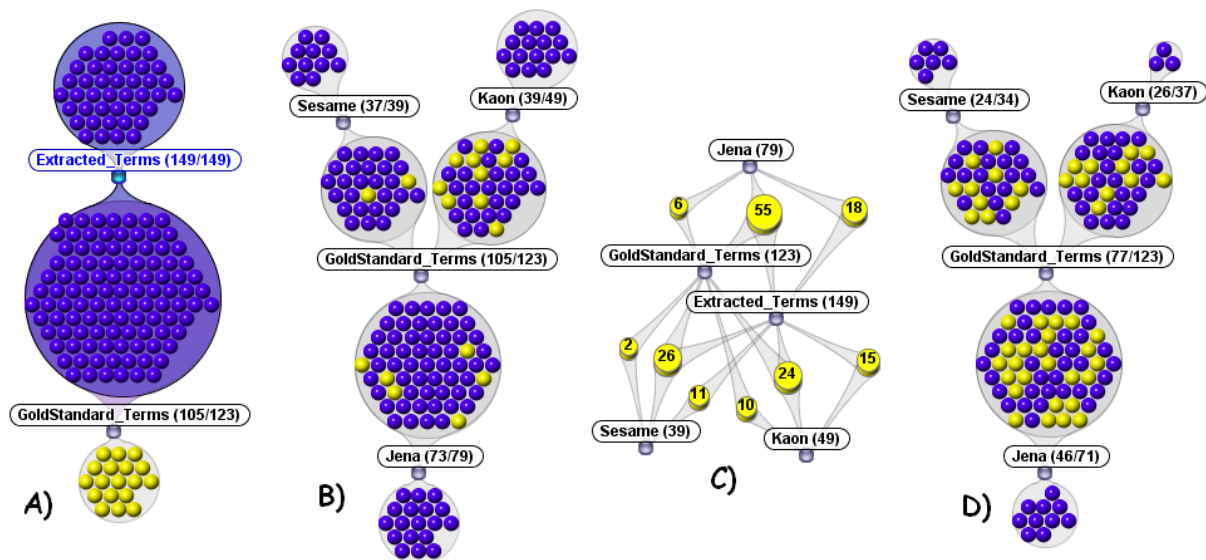 Extracted_Terms (149/149)
GoldStandard_Terms (105/123)
A)
Sesame (37/39)
Kaon (39/49)
GoldStandard_Terms (105/123)
Jena (73/79)
B)
Jena (79)
6
55
18
GoldStandard_Terms (123)
Extracted_Terms (149)
2
26
24
15
11
10
Sesame (39)
Kaon (49)
C)
Sesame (24/34)
Kaon (26/37)
GoldStandard_Terms (77/123)
Jena (46/71)
D)